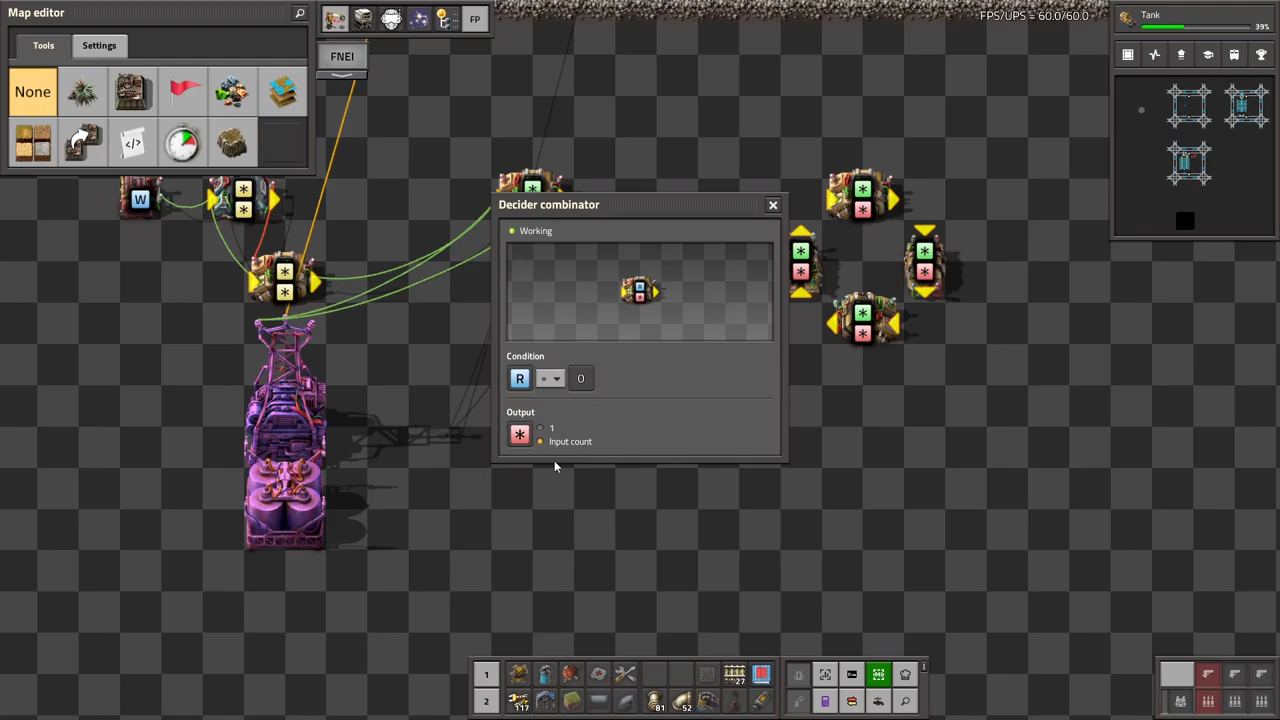 Map editor
FP
FPS/UPS = 60.0/60.0
Tank
39%
Tools
Settings
FNEI
None
</>
W
Decider combinator
Working
Condition
R = 0
Output
1
Input count
1
27
2
117
81
52